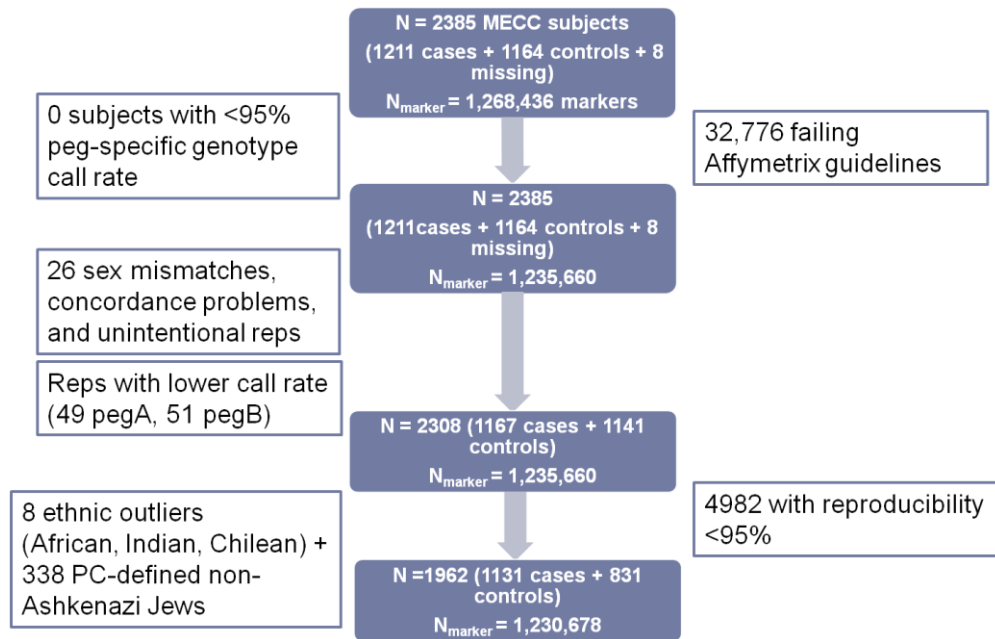 N = 2385 MECC subjects
(1211 cases + 1164 controls + 8
missing)
Nmarker = 1,268,436 markers
0 subjects with <95%
peg-specific genotype
call rate
32,776 failing
Affymetrix guidelines
N = 2385
(1211cases + 1164 controls + 8
missing)
Nmarker = 1,235,660
26 sex mismatches,
concordance problems,
and unintentional reps
Reps with lower call rate
(49 pegA, 51 pegB)
N = 2308 (1167 cases + 1141
controls)
Nmarker = 1,235,660
8 ethnic outliers
(African, Indian, Chilean) +
338 PC-defined non-
Ashkenazi Jews
4982 with reproducibility
<95%
N =1962 (1131 cases + 831
controls)
Nmarker = 1,230,678